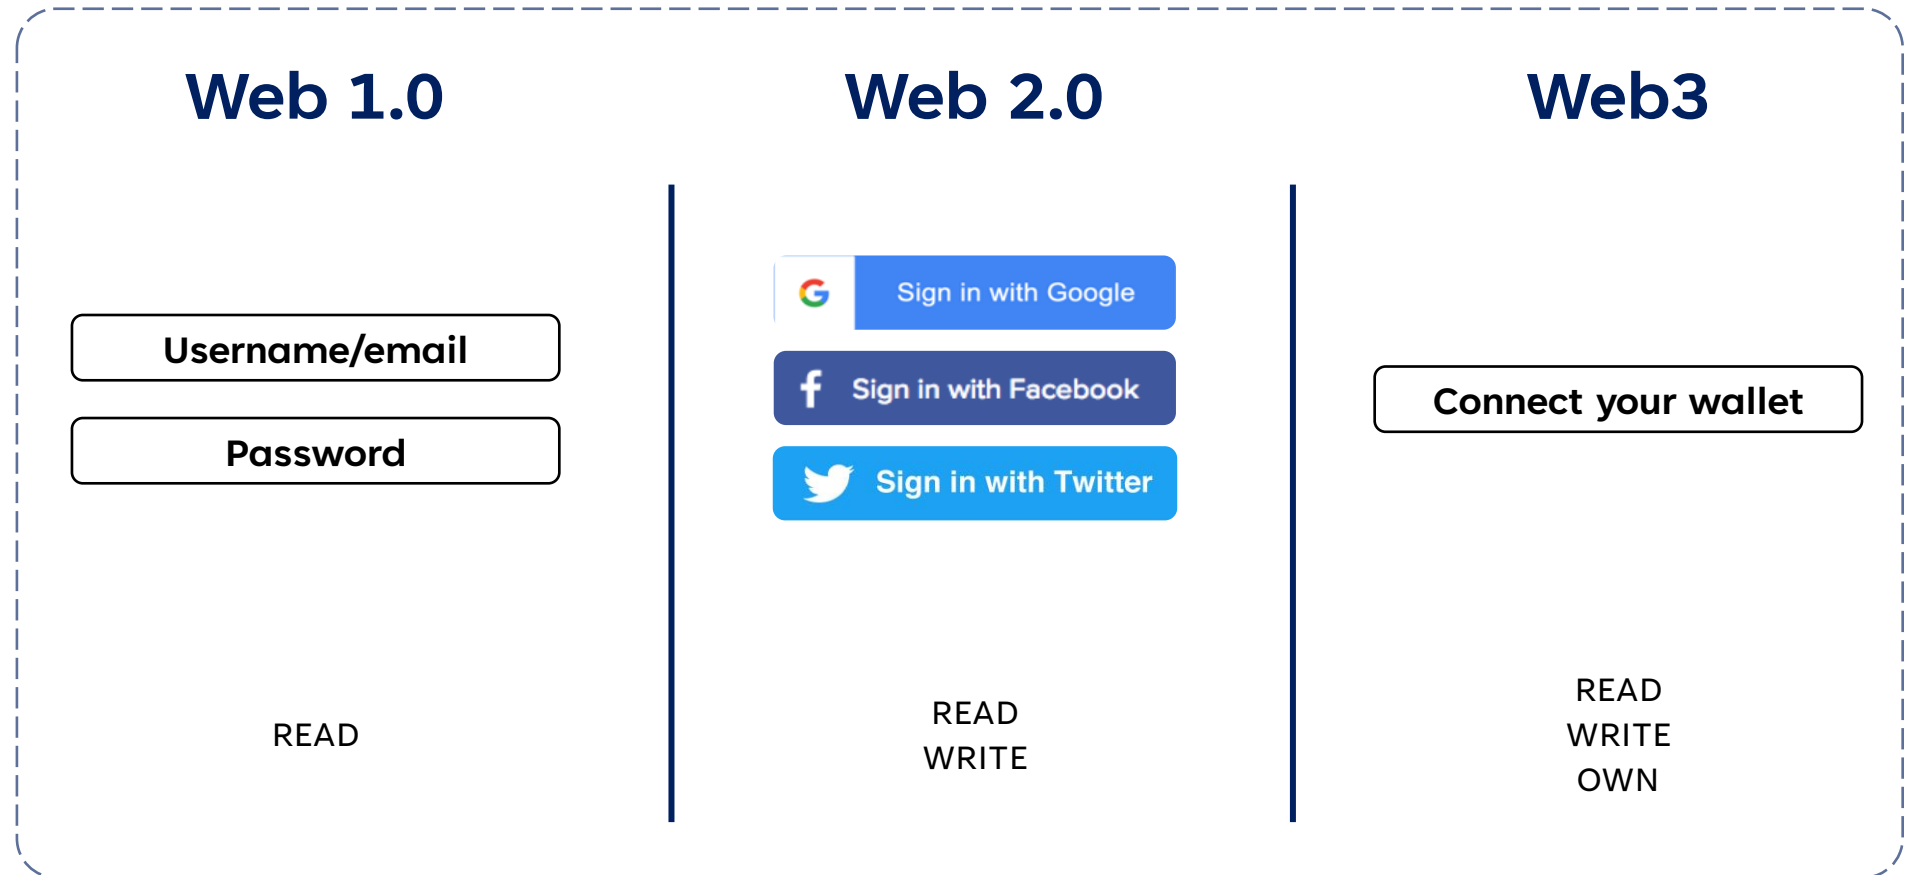 Web 1.0
Username/email
Password
READ
Web 2.0
Sign in with Google
Sign in with Facebook
Sign in with Twitter
READ
WRITE
Web3
Connect your wallet
READ
WRITE
OWN